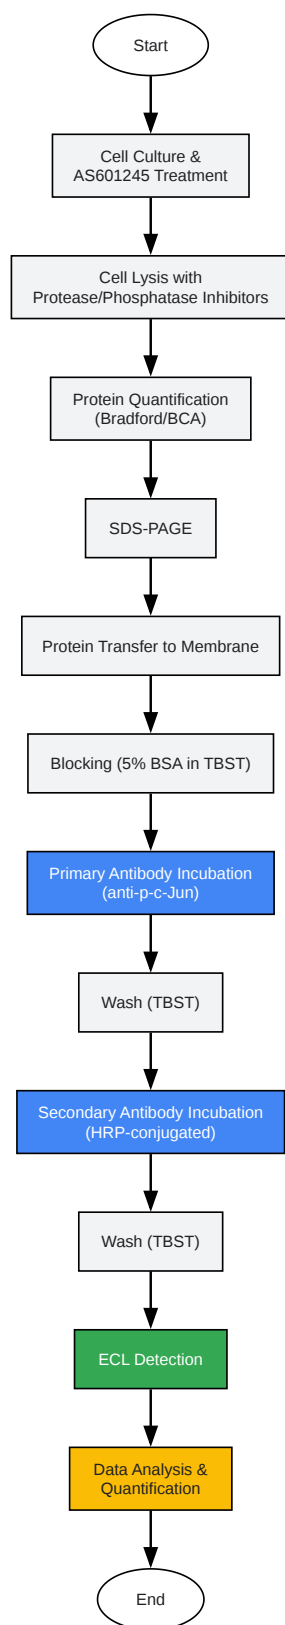 Start
Cell Culture &
AS601245 Treatment
Cell Lysis with
Protease/Phosphatase Inhibitors
Protein Quantification
(Bradford/BCA)
SDS-PAGE
Protein Transfer to Membrane
Blocking (5% BSA in TBST)
Primary Antibody Incubation
(anti-p-c-Jun)
Wash (TBST)
Secondary Antibody Incubation
(HRP-conjugated)
Wash (TBST)
ECL Detection
Data Analysis &
Quantification
End